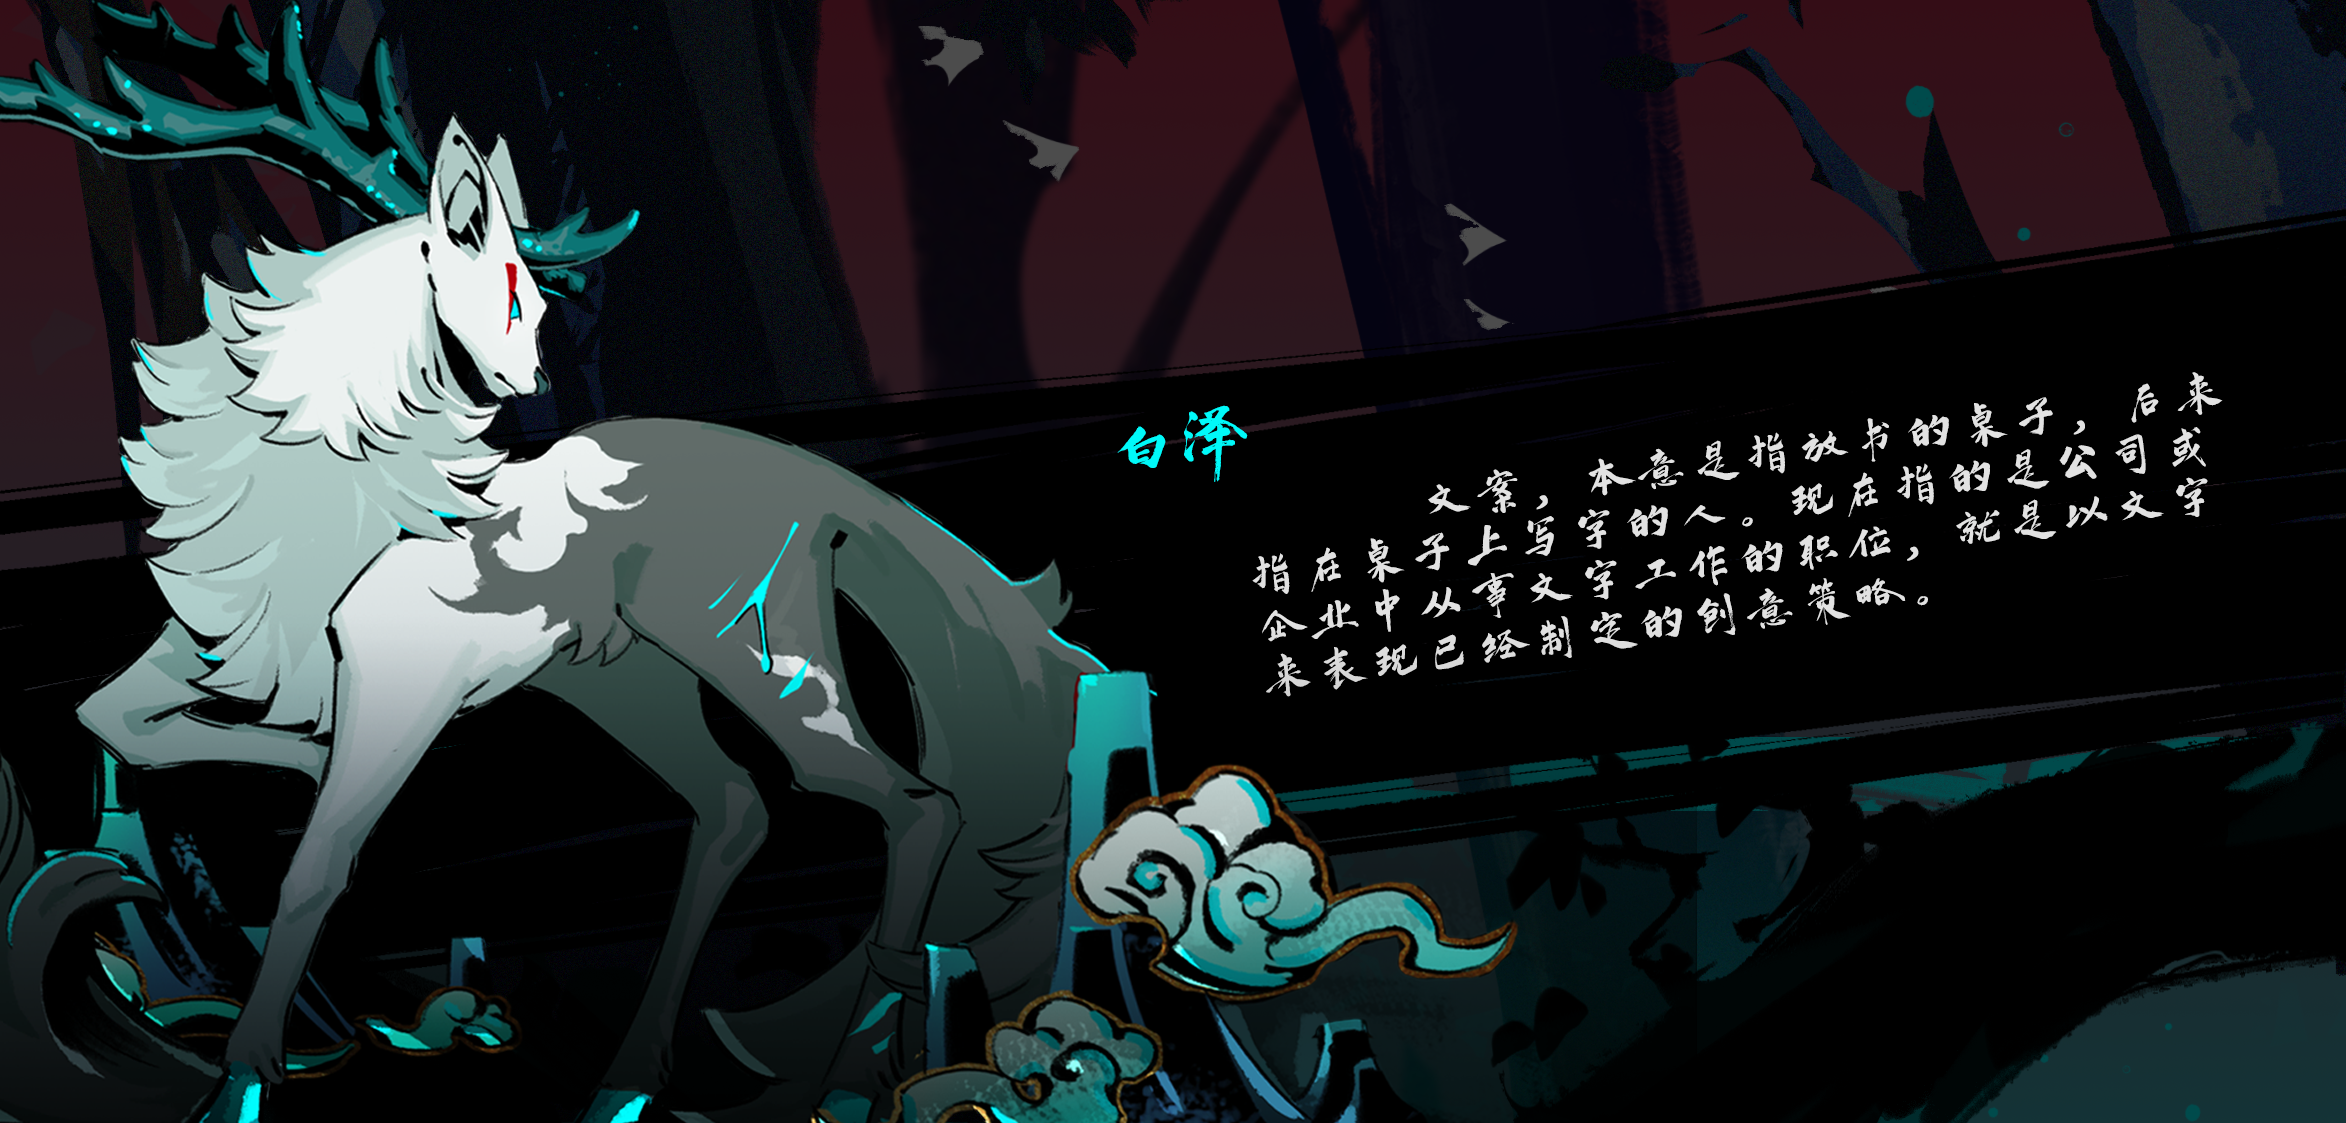 白泽
文案，本意是指放书的桌子，后来
指在桌子上写字的人。现在指的是公司或
企业中从事文字工作的职位，就是以文字
来表现已经制定的创意策略。